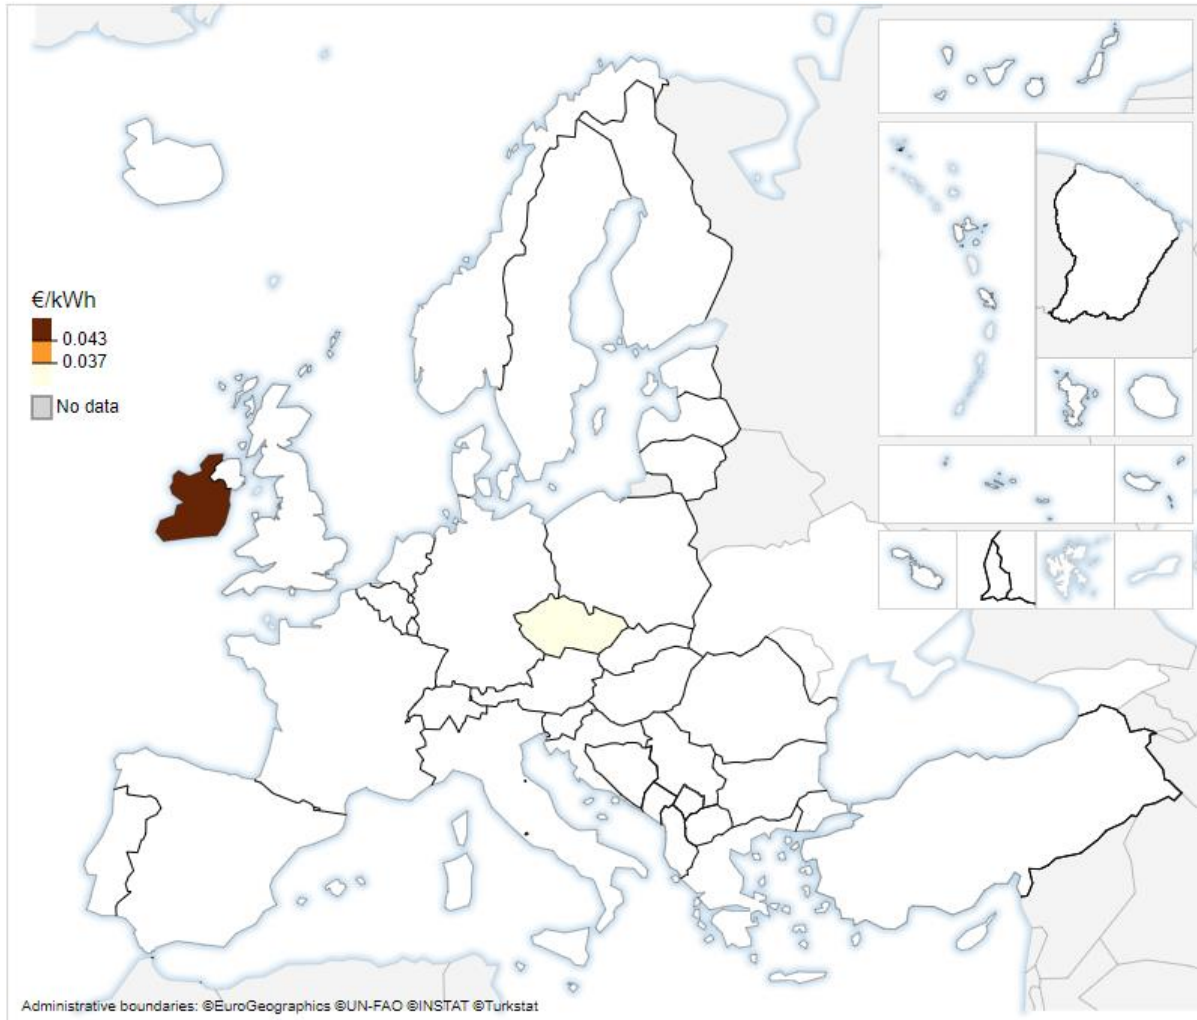 €/kWh
0.043
0.037
No data
Administrative boundaries: ©EuroGeographics ©UN-FAO ©INSTAT ©Turkstat